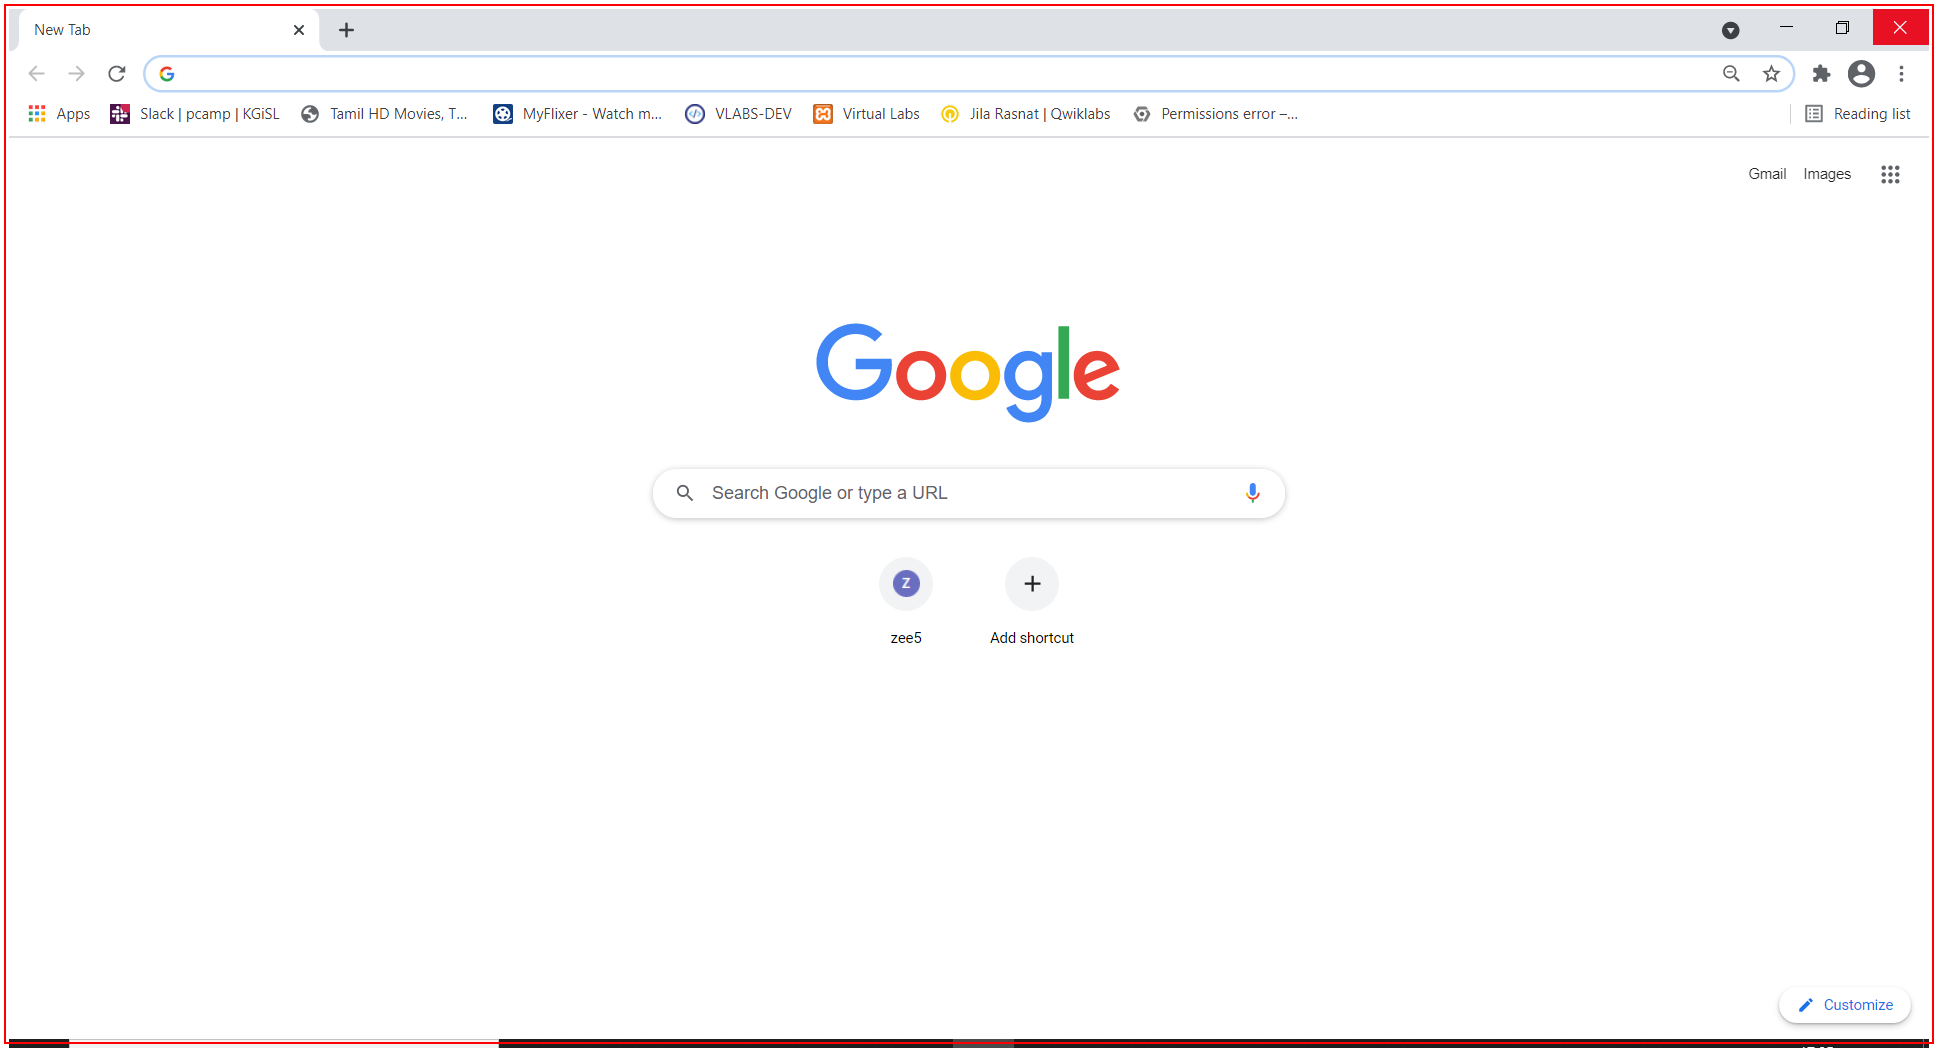 New Tab
Apps
Slack | pcamp | KGiSL
Tamil HD Movies, T...
MyFlixer - Watch m...
VLABS-DEV
Virtual Labs
Jila Rasnat | Qwiklabs
Permissions error –...
Reading list
Gmail
Images
Google
Search Google or type a URL
Z
zee5
Add shortcut
Customize